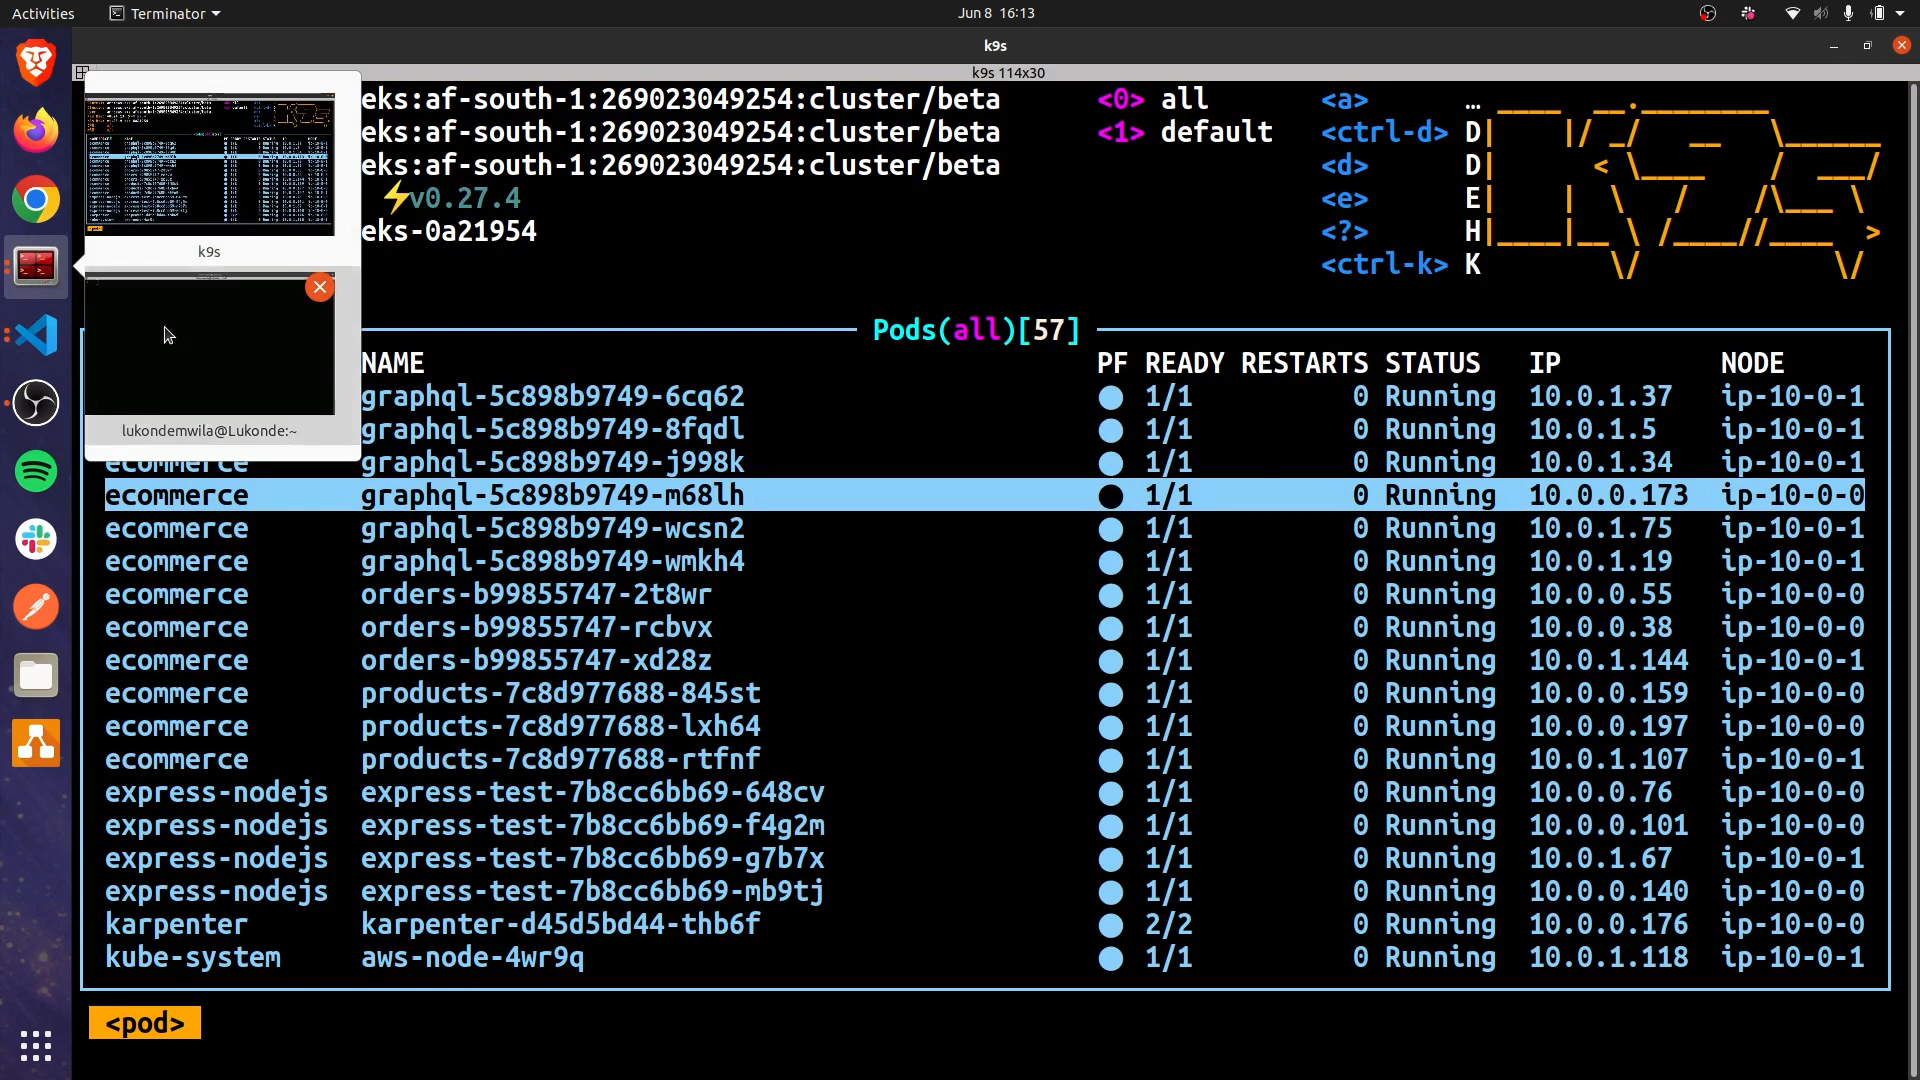 Activities Terminator Jun 8 16:13
k9s
k9s 114x30
eks:af-south-1:269023049254:cluster/beta <0> all <a> …
eks:af-south-1:269023049254:cluster/beta <1> default <ctrl-d> D
eks:af-south-1:269023049254:cluster/beta <d> D
⚡v0.27.4 <e> E
eks-0a21954 <?> H
<ctrl-k> K
k9s
lukondemwila@Lukonde:~
Pods(all)[57]
NAME PF READY RESTARTS STATUS IP NODE
graphql-5c898b9749-6cq62 ● 1/1 0 Running 10.0.1.37 ip-10-0-1
graphql-5c898b9749-8fqdl ● 1/1 0 Running 10.0.1.5 ip-10-0-1
ecommerce graphql-5c898b9749-j998k ● 1/1 0 Running 10.0.1.34 ip-10-0-1
ecommerce graphql-5c898b9749-m68lh ● 1/1 0 Running 10.0.0.173 ip-10-0-0
ecommerce graphql-5c898b9749-wcsn2 ● 1/1 0 Running 10.0.1.75 ip-10-0-1
ecommerce graphql-5c898b9749-wmkh4 ● 1/1 0 Running 10.0.1.19 ip-10-0-1
ecommerce orders-b99855747-2t8wr ● 1/1 0 Running 10.0.0.55 ip-10-0-0
ecommerce orders-b99855747-rcbvx ● 1/1 0 Running 10.0.0.38 ip-10-0-0
ecommerce orders-b99855747-xd28z ● 1/1 0 Running 10.0.1.144 ip-10-0-1
ecommerce products-7c8d977688-845st ● 1/1 0 Running 10.0.0.159 ip-10-0-0
ecommerce products-7c8d977688-lxh64 ● 1/1 0 Running 10.0.0.197 ip-10-0-0
ecommerce products-7c8d977688-rtfnf ● 1/1 0 Running 10.0.1.107 ip-10-0-1
express-nodejs express-test-7b8cc6bb69-648cv ● 1/1 0 Running 10.0.0.76 ip-10-0-0
express-nodejs express-test-7b8cc6bb69-f4g2m ● 1/1 0 Running 10.0.0.101 ip-10-0-0
express-nodejs express-test-7b8cc6bb69-g7b7x ● 1/1 0 Running 10.0.1.67 ip-10-0-1
express-nodejs express-test-7b8cc6bb69-mb9tj ● 1/1 0 Running 10.0.0.140 ip-10-0-0
karpenter karpenter-d45d5bd44-thb6f ● 2/2 0 Running 10.0.0.176 ip-10-0-0
kube-system aws-node-4wr9q ● 1/1 0 Running 10.0.1.118 ip-10-0-1
<pod>